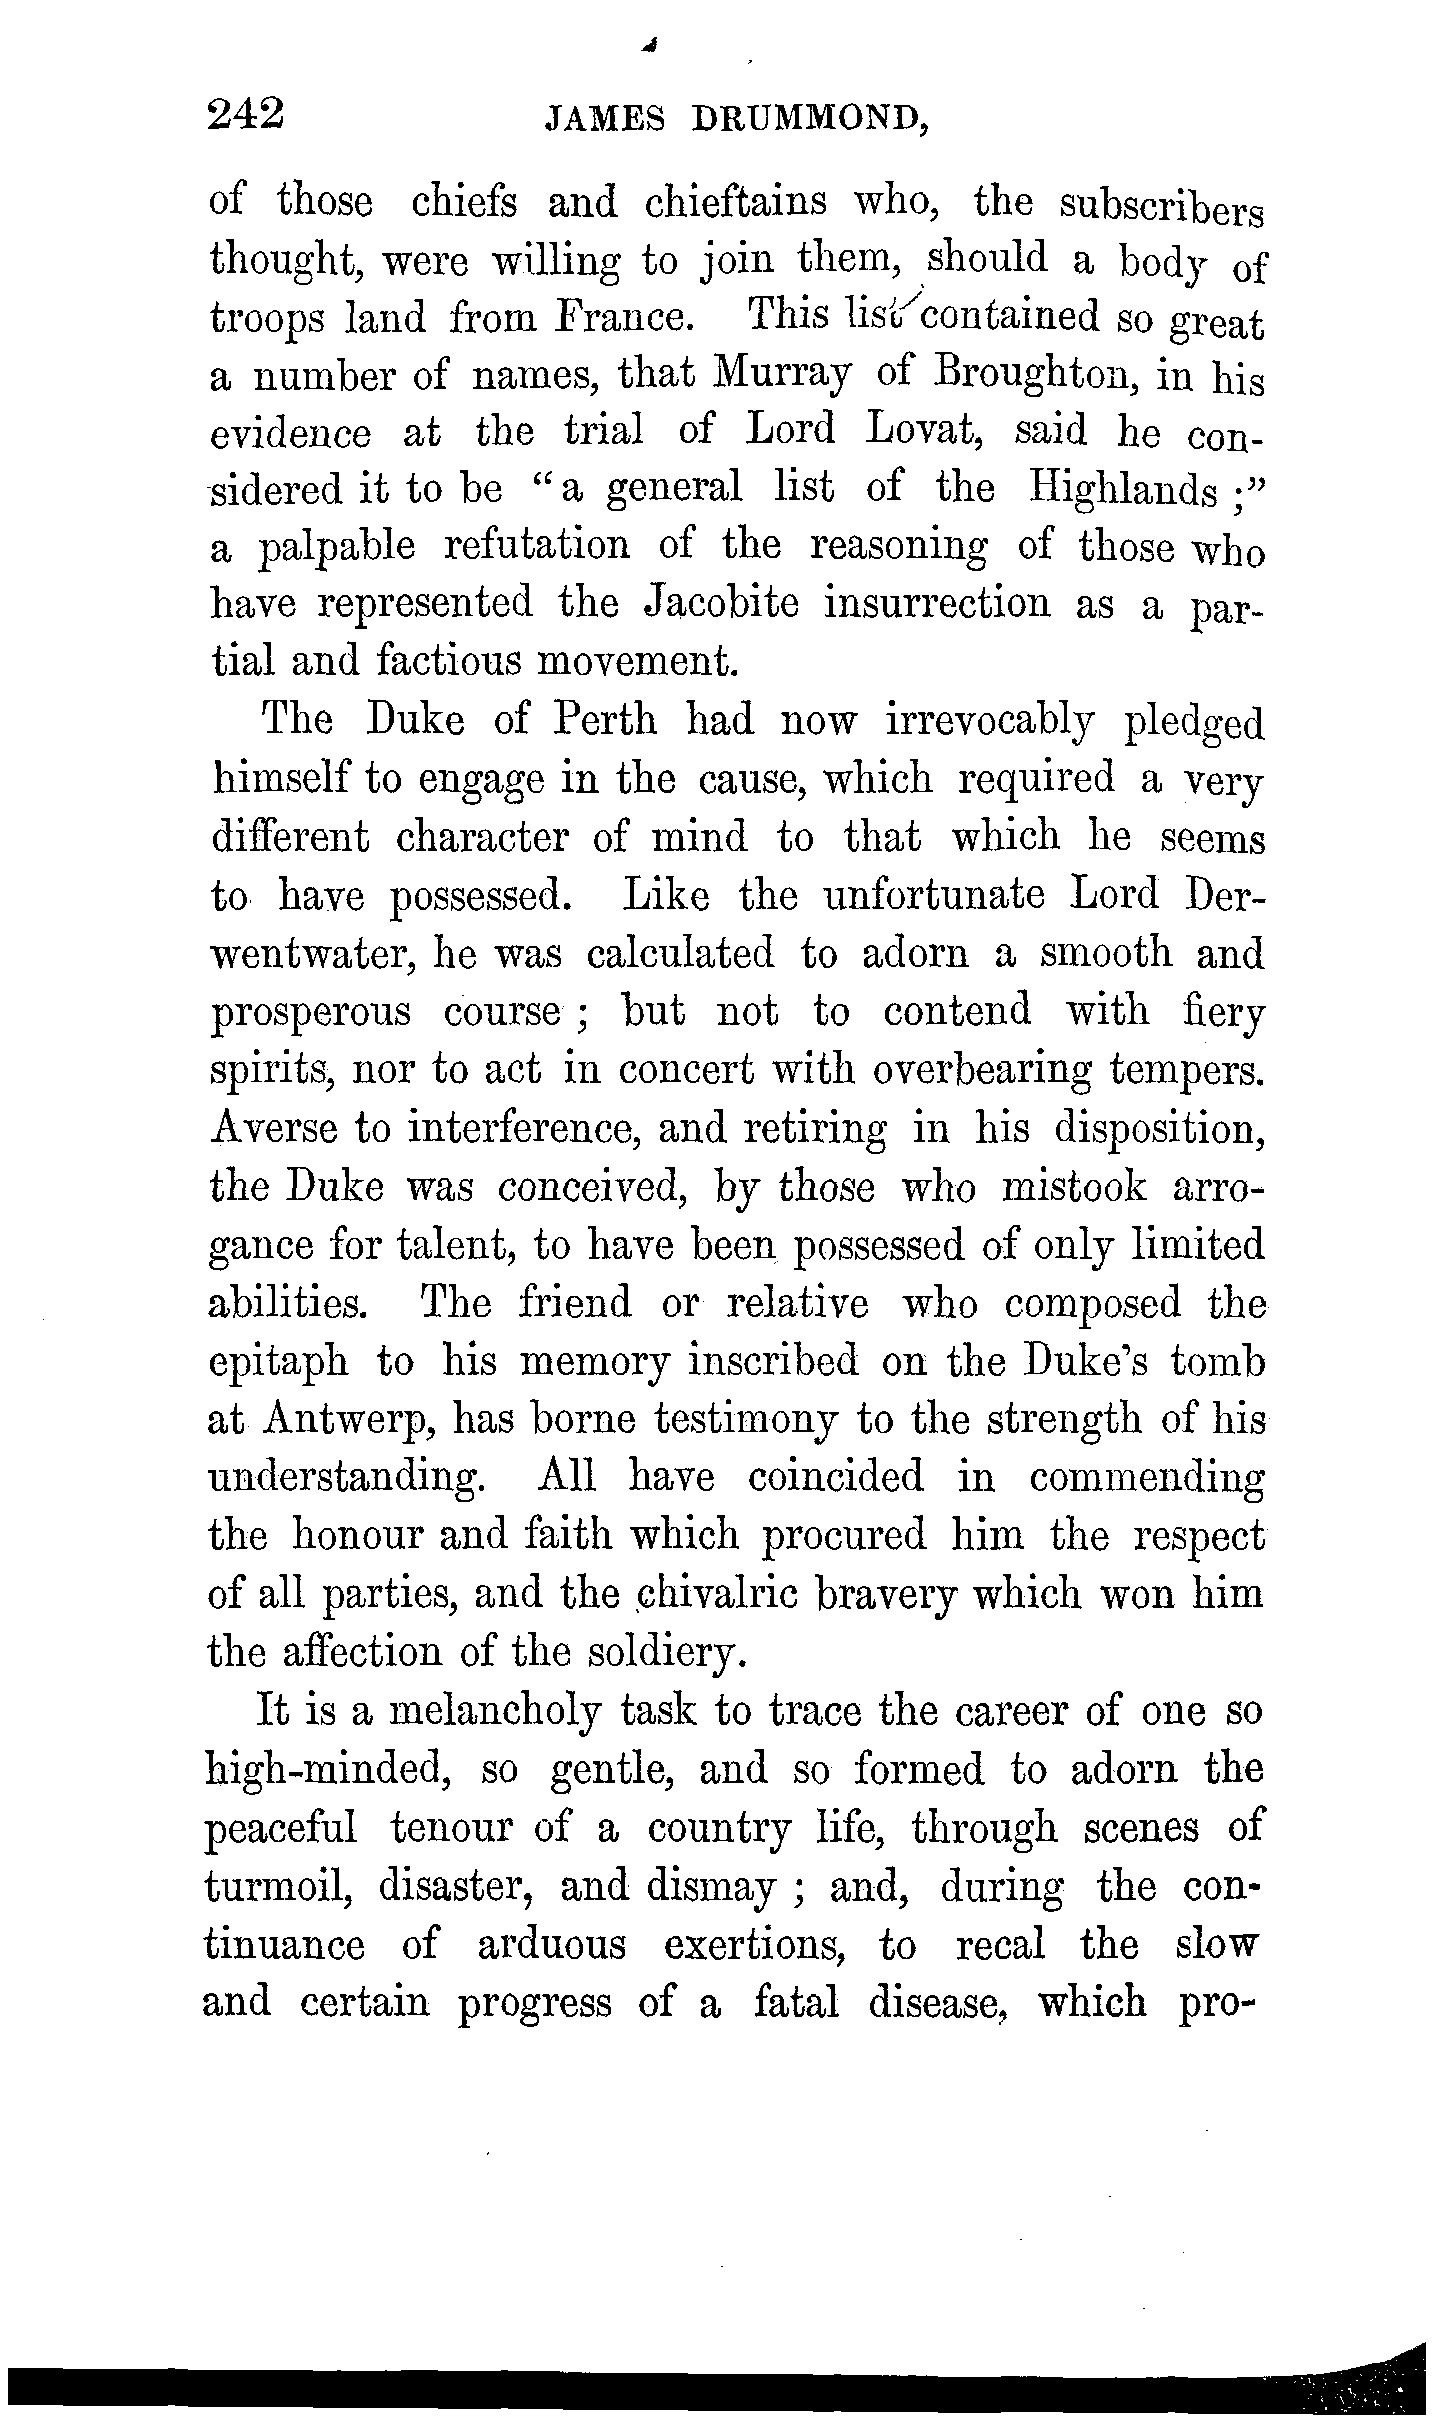 242 JAMES DRUMMOND,
of those chiefs and chieftains who, the subscribers
thought, were willing to join them, should a body of
troops land from France. This list contained so great
a number of names, that Murray of Broughton, in his
evidence at the trial of Lord Lovat, said he con-
sidered it to be "a general list of the Highlands ;"
a palpable refutation of the reasoning of those who
have represented the Jacobite insurrection as a par-
tial and factious movement.
The Duke of Perth had now irrevocably pledged
himself to engage in the cause, which required a very
different character of mind to that which he seems
to have possessed. Like the unfortunate Lord Der-
wentwater, he was calculated to adorn a smooth and
prosperous course ; but not to contend with fiery
spirits, nor to act in concert with overbearing tempers.
Averse to interference, and retiring in his disposition,
the Duke was conceived, by those who mistook arro-
gance for talent, to have been possessed of only limited
abilities. The friend or relative who composed the
epitaph to his memory inscribed on the Duke's tomb
at Antwerp, has borne testimony to the strength of his
understanding. All have coincided in commending
the honour and faith which procured him the respect
of all parties, and the chivalric bravery which won him
the affection of the soldiery.
It is a melancholy task to trace the career of one so
high-minded, so gentle, and so formed to adorn the
peaceful tenour of a country life, through scenes of
turmoil, disaster, and dismay ; and, during the con-
tinuance of arduous exertions, to recal the slow
and certain progress of a fatal disease, which pro-